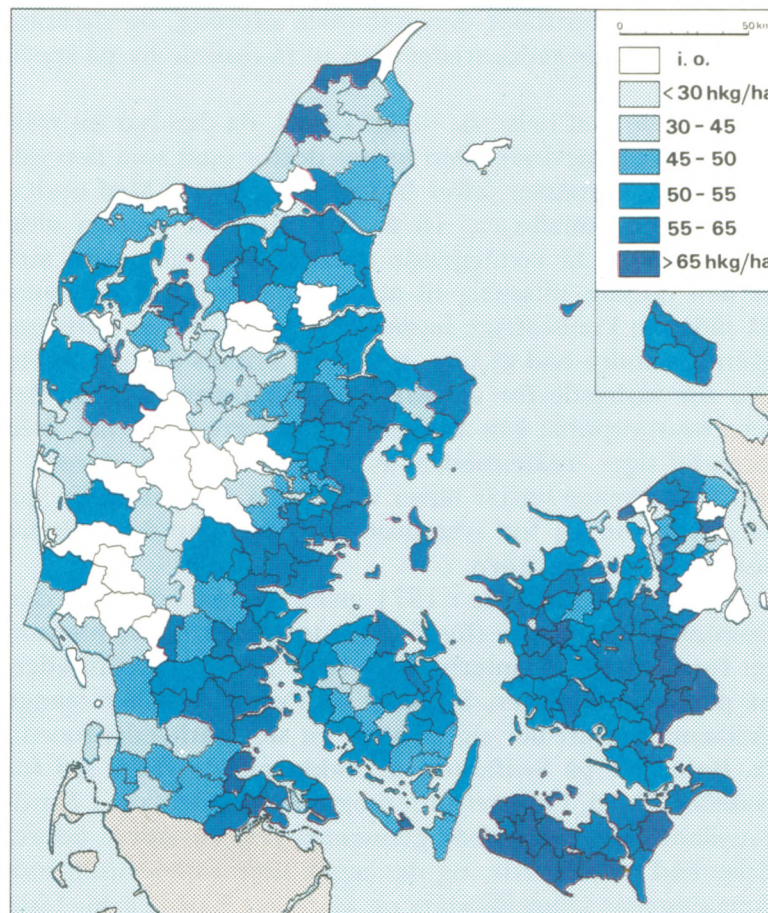 0 50 km
i. o.
< 30 hkg/ha
30 – 45
45 – 50
50 – 55
55 – 65
> 65 hkg/ha